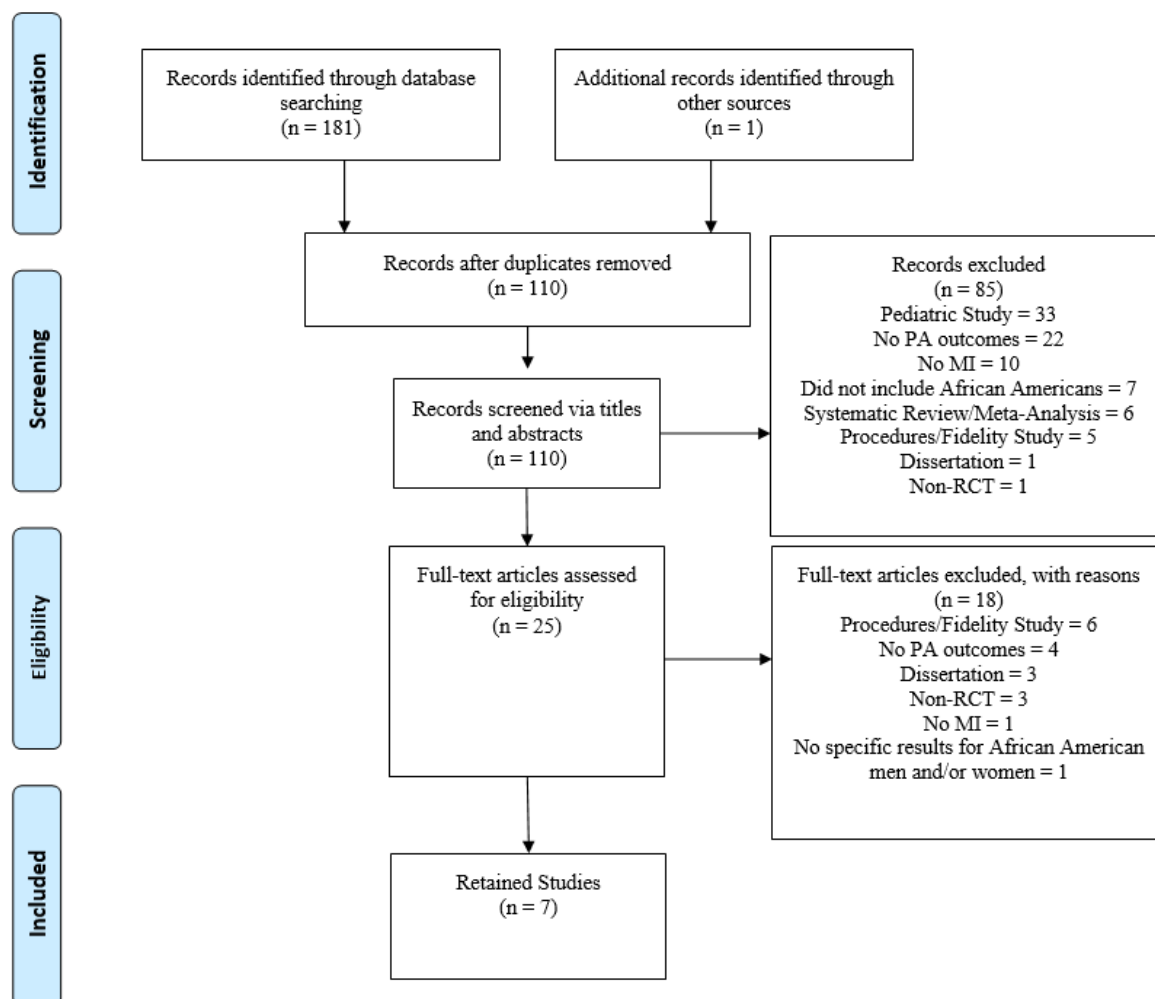 Identification
Records identified through database
searching
(n = 181)
Additional records identified through
other sources
(n = 1)
Screening
Records after duplicates removed
(n = 110)
Records screened via titles
and abstracts
(n = 110)
Records excluded
(n = 85)
Pediatric Study = 33
No PA outcomes = 22
No MI = 10
Did not include African Americans = 7
Systematic Review/Meta-Analysis = 6
Procedures/Fidelity Study = 5
Dissertation = 1
Non-RCT = 1
Eligibility
Full-text articles assessed
for eligibility
(n = 25)
Full-text articles excluded, with reasons
(n = 18)
Procedures/Fidelity Study = 6
No PA outcomes = 4
Dissertation = 3
Non-RCT = 3
No MI = 1
No specific results for African American
men and/or women = 1
Included
Retained Studies
(n = 7)